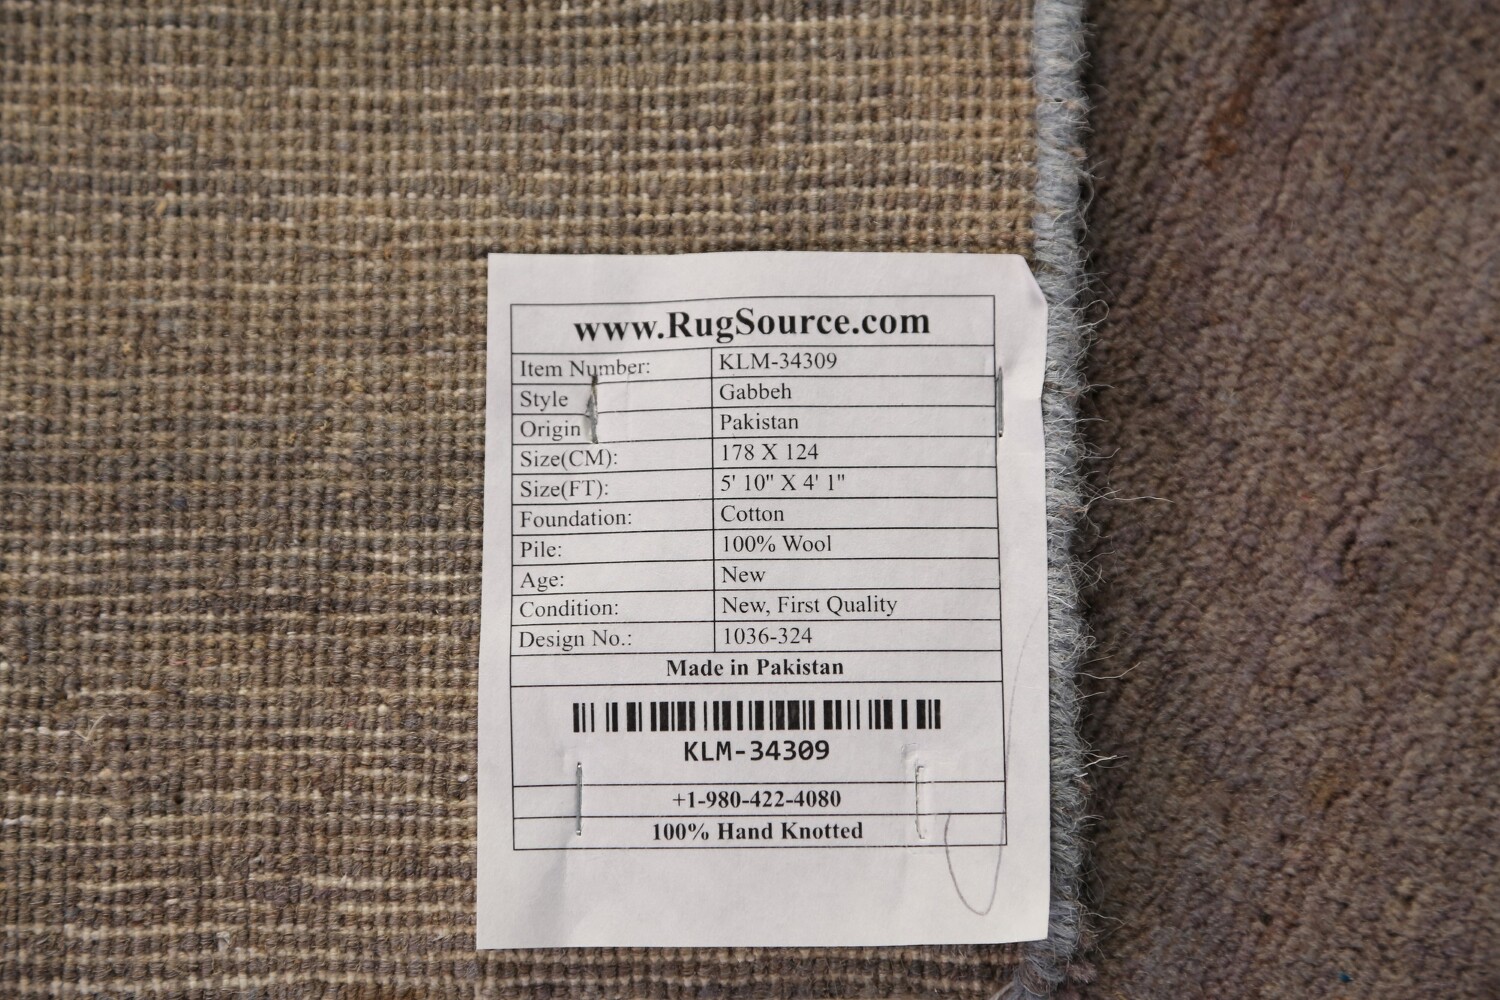 www.RugSource.com
Item Number: KLM-34309
Style Gabbeh
Origin Pakistan
Size(CM): 178 X 124
Size(FT): 5' 10" X 4' 1"
Foundation: Cotton
Pile: 100% Wool
Age: New
Condition: New, First Quality
Design No.: 1036-324
Made in Pakistan
KLM-34309
+1-980-422-4080
100% Hand Knotted